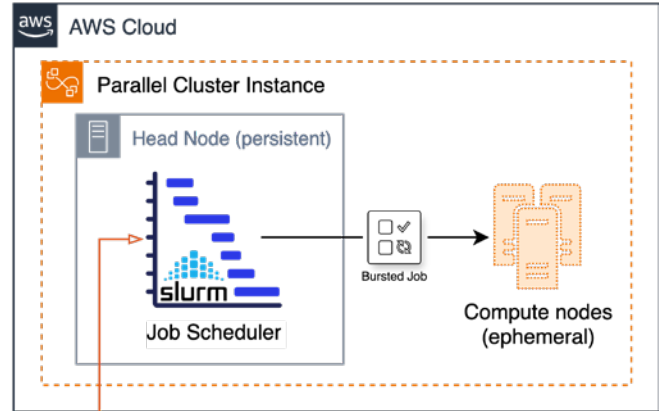 aws
AWS Cloud
Parallel Cluster Instance
Head Node (persistent)
slurm
Job Scheduler
Bursted Job
Compute nodes
(ephemeral)